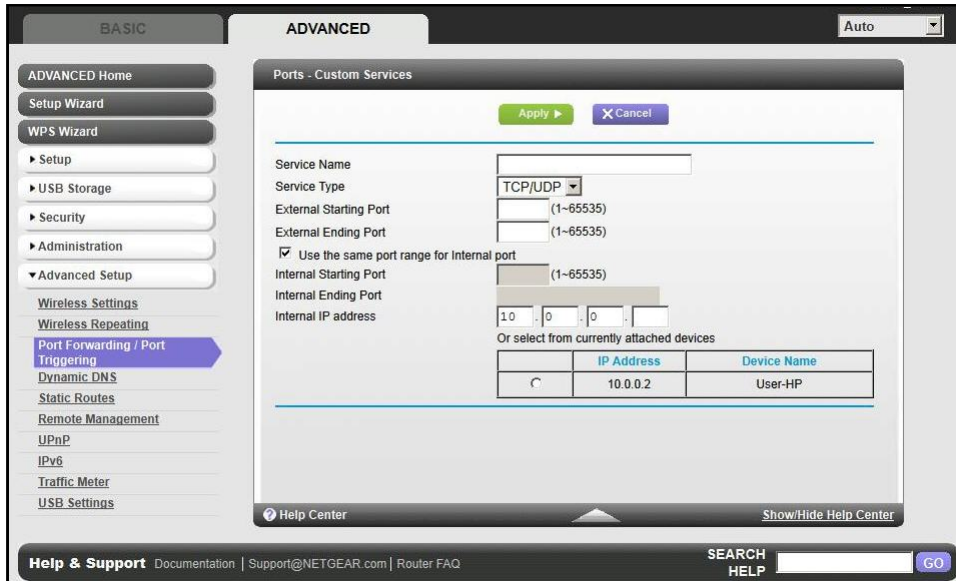 BASIC
ADVANCED
Auto
ADVANCED Home
Setup Wizard
WPS Wizard
Setup
USB Storage
Security
Administration
Advanced Setup
Wireless Settings
Wireless Repeating
Port Forwarding / Port
Triggering
Dynamic DNS
Static Routes
Remote Management
UPnP
IPv6
Traffic Meter
USB Settings
Ports - Custom Services
Apply
X Cancel
Service Name
Service Type TCP/UDP
External Starting Port (1~65535)
External Ending Port (1~65535)
Use the same port range for Internal port
Internal Starting Port (1~65535)
Internal Ending Port
Internal IP address 10 . 0 . 0 .
Or select from currently attached devices
IP Address Device Name
10.0.0.2 User-HP
? Help Center Show/Hide Help Center
Help & Support Documentation | Support@NETGEAR.com | Router FAQ
SEARCH
HELP
GO